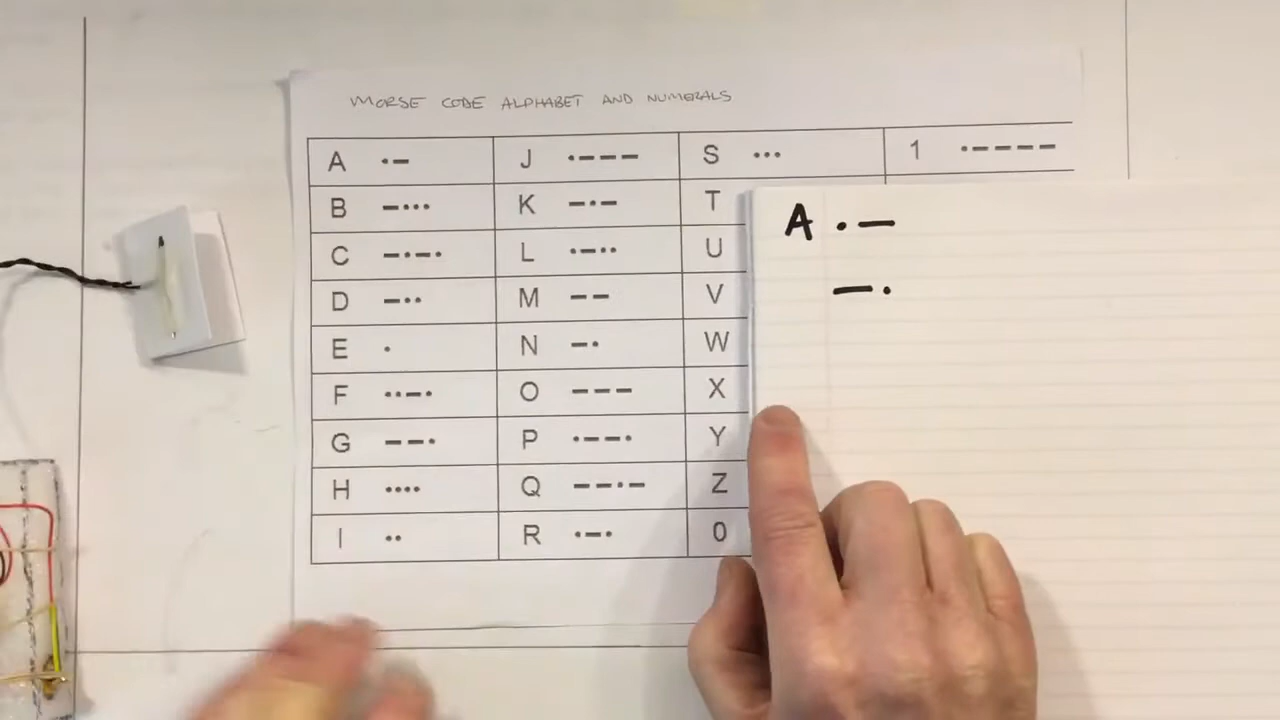 MORSE CODE ALPHABET AND NUMERALS
A •− J •−−− S ••• 1 •−−−−
B −••• K −•− T
C −•−• L •−•• U
D −•• M −− V
E • N −• W
F ••−• O −−− X
G −−• P •−−• Y
H •••• Q −−•− Z
I •• R •−• 0
A •−
−•